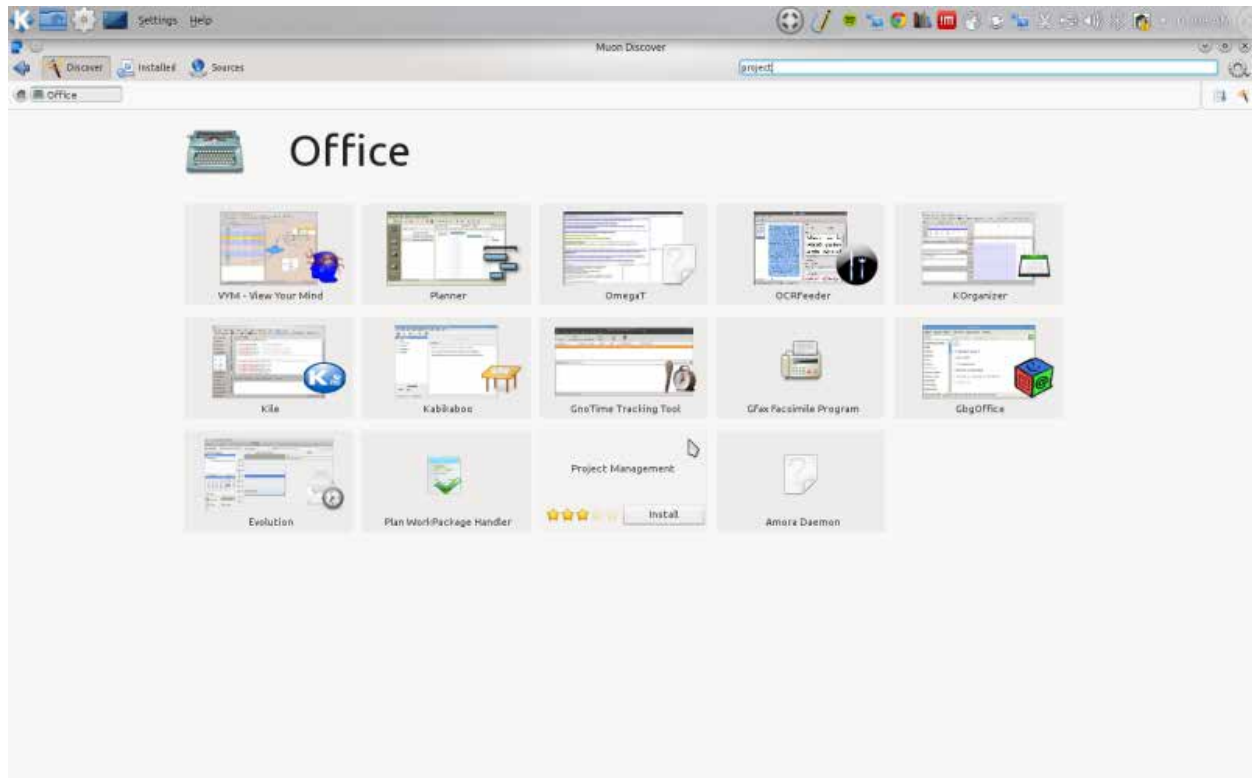 Settings Help
Muon Discover
Discover Installed Sources
project
Office
Office
VYM - View Your Mind
Planner
OmegaT
OCRFeeder
KOrganizer
Kile
Kabikaboo
GnoTime Tracking Tool
GFax Facsimile Program
GbgOffice
Evolution
Plan WorkPackage Handler
Project Management
Install
Amora Daemon